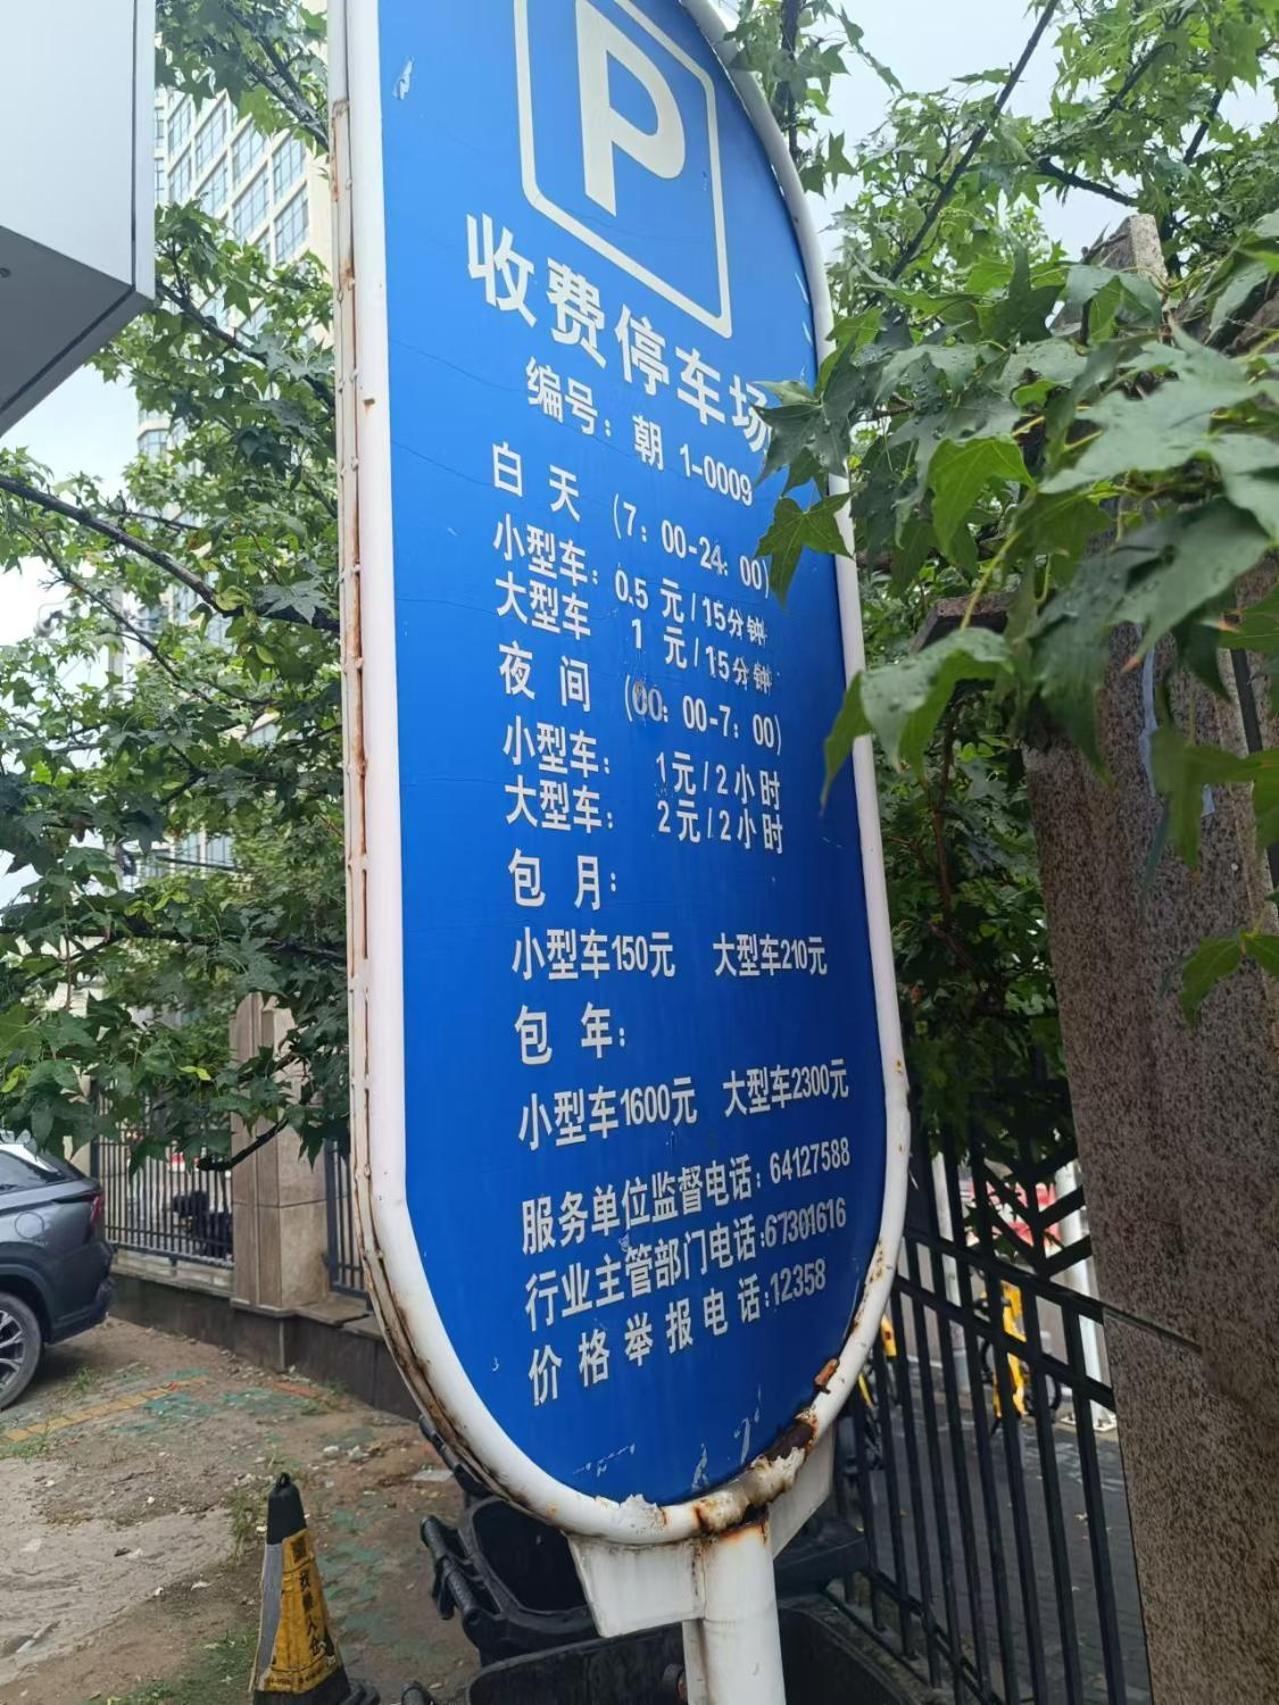 P
收费停车场
编号：朝 1-0009
白 天 （7：00-24：00）
小型车：0.5 元/15分钟
大型车 1 元/15分钟
夜 间 （00：00-7：00）
小型车： 1元/2小时
大型车： 2元/2小时
包 月：
小型车150元 大型车210元
包 年：
小型车1600元 大型车2300元
服务单位监督电话：64127588
行业主管部门电话：67301616
价格举报电话：12358